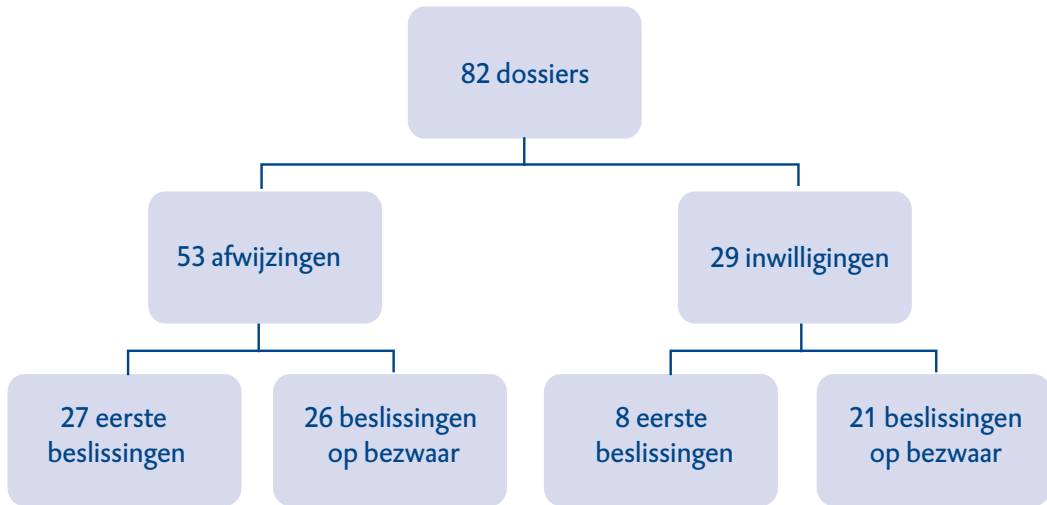 82 dossiers
53 afwijzingen
29 inwilligingen
27 eerste
beslissingen
26 beslissingen
op bezwaar
8 eerste
beslissingen
21 beslissingen
op bezwaar